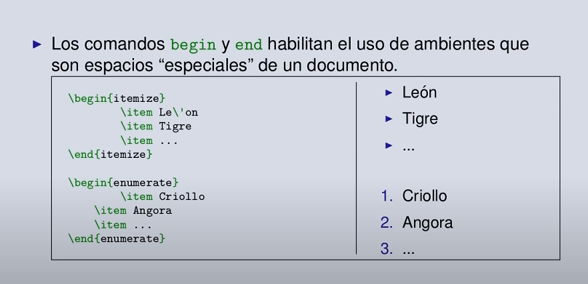 ► Los comandos begin y end habilitan el uso de ambientes que
son espacios “especiales” de un documento.
\begin{itemize}
\item Le\'on
\item Tigre
\item ...
\end{itemize}
\begin{enumerate}
\item Criollo
\item Angora
\item ...
\end{enumerate}
► León
► Tigre
► ...
1. Criollo
2. Angora
3. ...